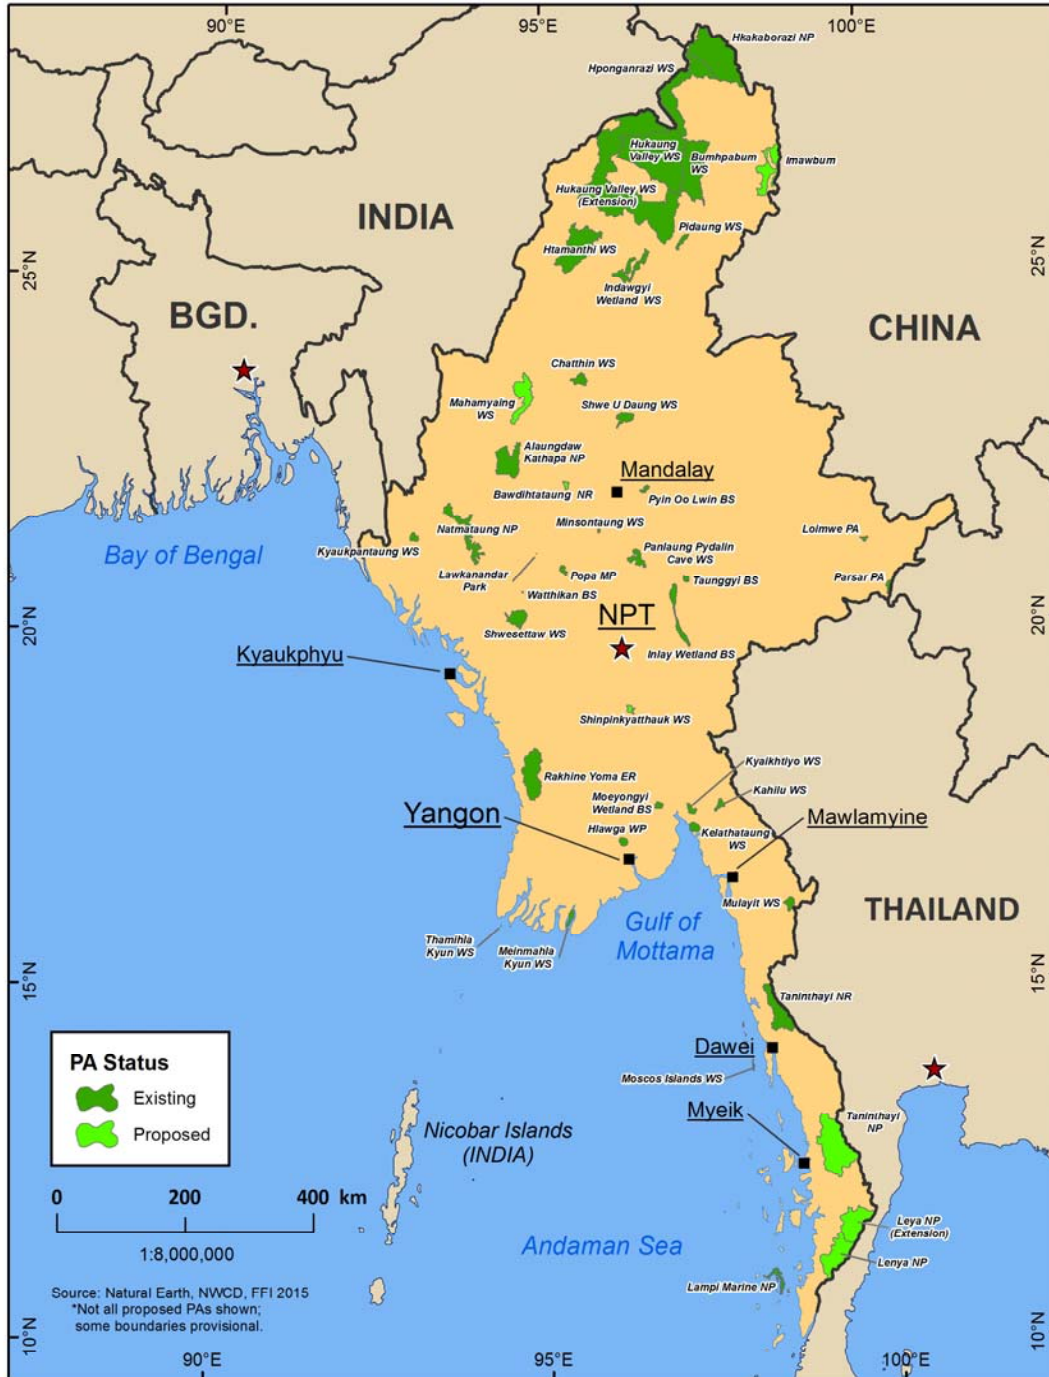 90°E
95°E
100°E
Hkakaborazi NP
Hponganrazi WS
Hukaung
Valley WS
Bumhpabum
WS
Imawbum
Hukaung Valley WS
(Extension)
INDIA
Pidaung WS
Htamanthi WS
25°N
25°N
Indawgyi
Wetland WS
BGD.
CHINA
Chatthin WS
Mahamyaing
WS
Shwe U Daung WS
Alaungdaw
Kathapa NP
Mandalay
Bawdihtataung NR
Pyin Oo Lwin BS
Natmataung NP
Minsontaung WS
Loimwe PA
Bay of Bengal
Kyaukpantaung WS
Panlaung Pydalin
Cave WS
Lawkanandar
Park
Popa MP
Taunggyi BS
Parsar PA
Watthikan BS
20°N
20°N
NPT
Shwesettaw WS
Kyaukphyu
Inlay Wetland BS
Shinpinkyatthauk WS
Kyaikhtiyo WS
Rakhine Yoma ER
Kahilu WS
Moeyongyi
Wetland BS
Yangon
Mawlamyine
Hlawga WP
Kelathataung
WS
Mulayit WS
THAILAND
Gulf of
Mottama
Thamihla
Kyun WS
Meinmahla
Kyun WS
15°N
15°N
Taninthayi NR
PA Status
Existing
Proposed
Dawei
Moscos Islands WS
Myeik
Taninthayi
NP
Nicobar Islands
(INDIA)
0 200 400 km
1:8,000,000
Leya NP
(Extension)
Andaman Sea
Lenya NP
Lampi Marine NP
Source: Natural Earth, NWCD, FFI 2015
*Not all proposed PAs shown;
some boundaries provisional.
10°N
10°N
90°E
95°E
100°E